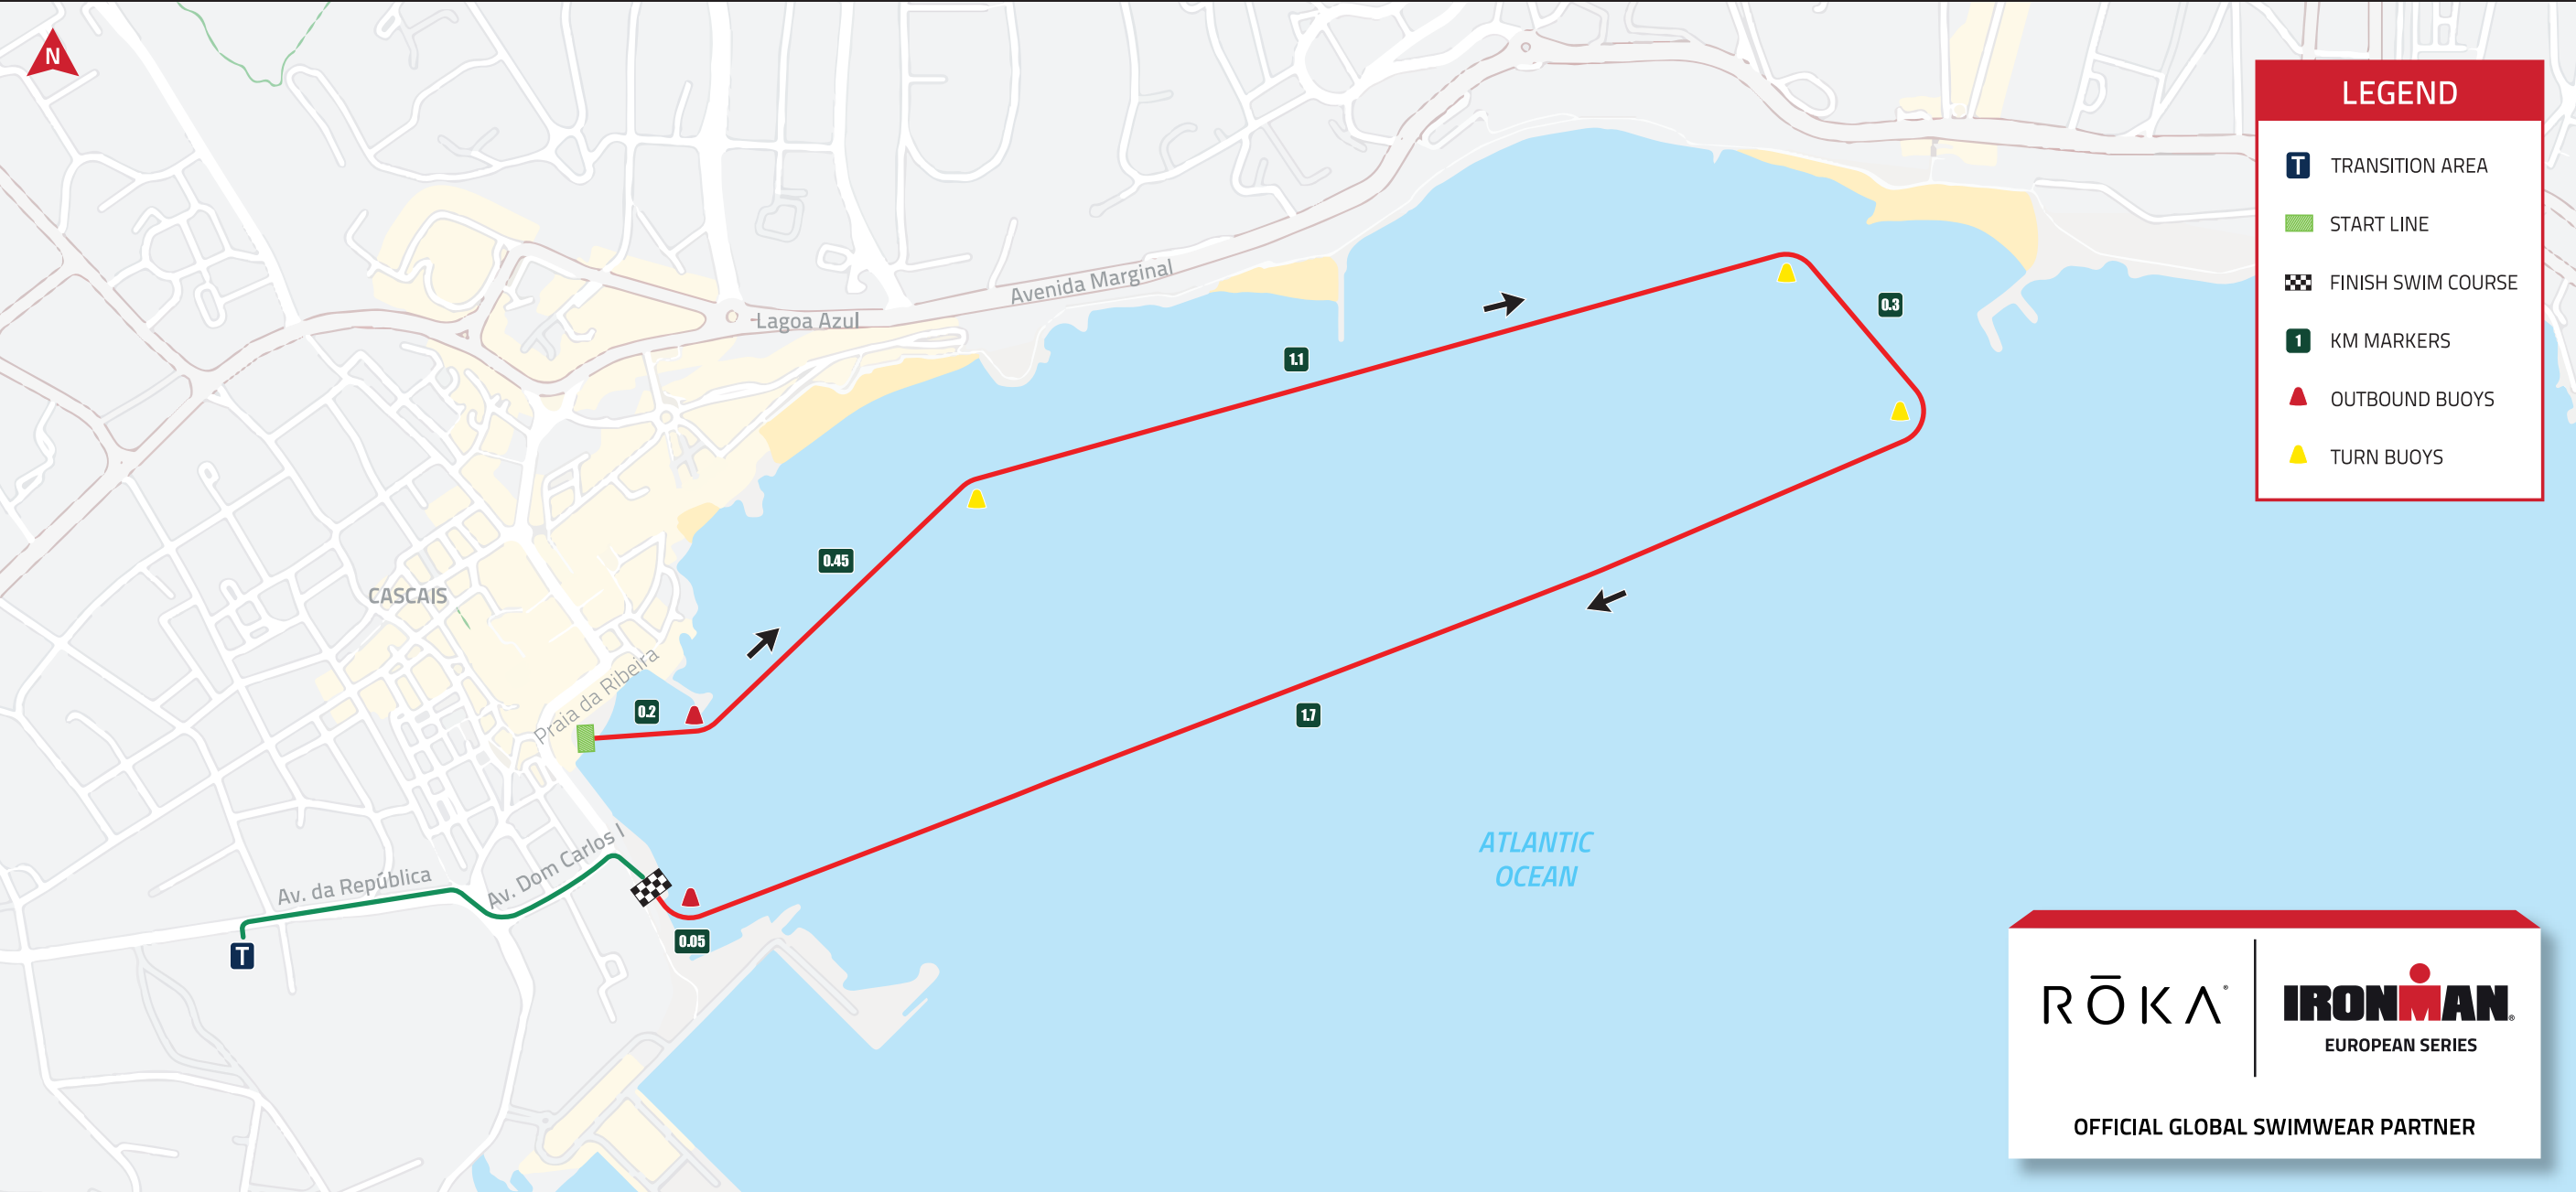 N
LEGEND
T TRANSITION AREA
START LINE
FINISH SWIM COURSE
1 KM MARKERS
OUTBOUND BUOYS
TURN BUOYS
Avenida Marginal
Lagoa Azul
0.3
1.1
0.45
CASCAIS
Praia da Ribeira
0.2
1.7
ATLANTIC
OCEAN
Av. Dom Carlos I
Av. da República
0.05
T
RŌKA®
IRONMAN®
EUROPEAN SERIES
OFFICIAL GLOBAL SWIMWEAR PARTNER